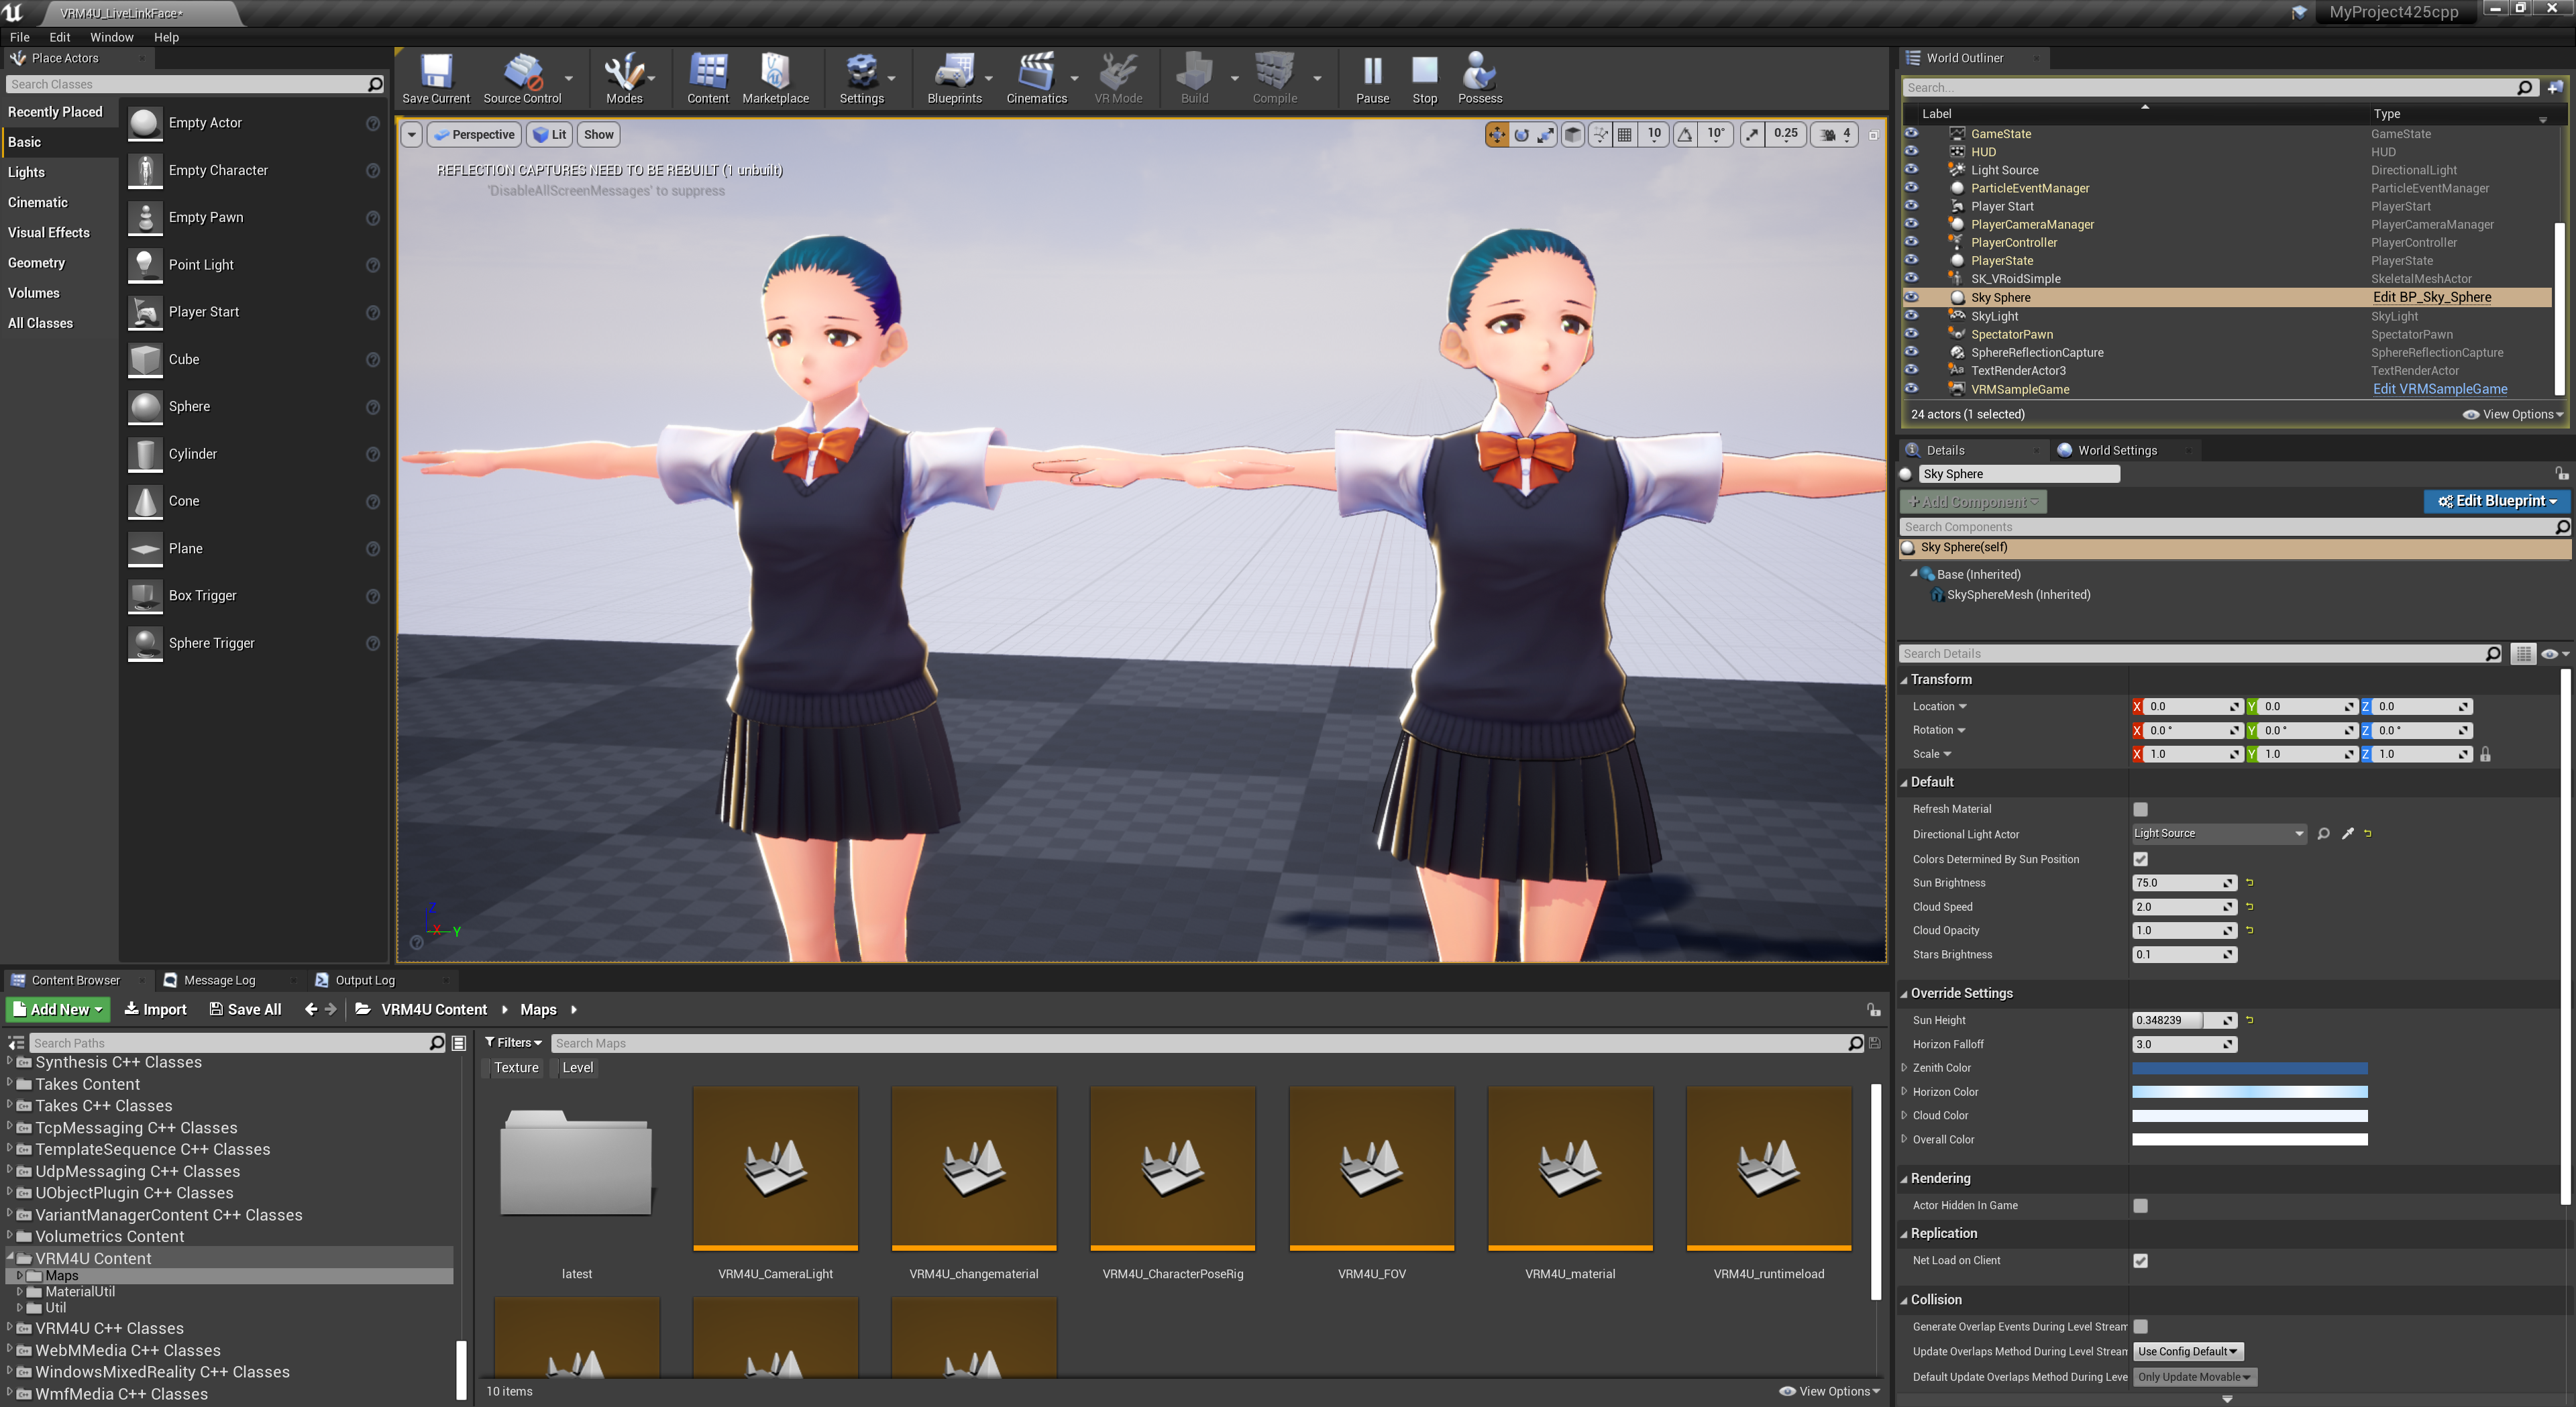 VRM4U_LiveLinkFace*
MyProject425cpp
File Edit Window Help
Place Actors
Search Classes
Recently Placed
Basic
Lights
Cinematic
Visual Effects
Geometry
Volumes
All Classes
Empty Actor
Empty Character
Empty Pawn
Point Light
Player Start
Cube
Sphere
Cylinder
Cone
Plane
Box Trigger
Sphere Trigger
Save Current Source Control Modes Content Marketplace Settings Blueprints Cinematics VR Mode Build Compile Pause Stop Possess
Perspective Lit Show
10 10° 0.25 4
REFLECTION CAPTURES NEED TO BE REBUILT (1 unbuilt)
'DisableAllScreenMessages' to suppress
Z
X Y
World Outliner
Search...
Label Type
GameState GameState
HUD HUD
Light Source DirectionalLight
ParticleEventManager ParticleEventManager
Player Start PlayerStart
PlayerCameraManager PlayerCameraManager
PlayerController PlayerController
PlayerState PlayerState
SK_VRoidSimple SkeletalMeshActor
Sky Sphere Edit BP_Sky_Sphere
SkyLight SkyLight
SpectatorPawn SpectatorPawn
SphereReflectionCapture SphereReflectionCapture
TextRenderActor3 TextRenderActor
VRMSampleGame Edit VRMSampleGame
24 actors (1 selected) View Options
Details World Settings
Sky Sphere
+Add Component Edit Blueprint
Search Components
Sky Sphere(self)
Base (Inherited)
SkySphereMesh (Inherited)
Search Details
Transform
Location X 0.0 Y 0.0 Z 0.0
Rotation X 0.0 ° Y 0.0 ° Z 0.0 °
Scale X 1.0 Y 1.0 Z 1.0
Default
Refresh Material
Directional Light Actor Light Source
Colors Determined By Sun Position
Sun Brightness 75.0
Cloud Speed 2.0
Cloud Opacity 1.0
Stars Brightness 0.1
Override Settings
Sun Height 0.348239
Horizon Falloff 3.0
Zenith Color
Horizon Color
Cloud Color
Overall Color
Rendering
Actor Hidden In Game
Replication
Net Load on Client
Collision
Generate Overlap Events During Level Stream
Update Overlaps Method During Level Stream Use Config Default
Default Update Overlaps Method During Leve Only Update Movable
Content Browser Message Log Output Log
Add New Import Save All VRM4U Content Maps
Search Paths
Synthesis C++ Classes
Takes Content
Takes C++ Classes
TcpMessaging C++ Classes
TemplateSequence C++ Classes
UdpMessaging C++ Classes
UObjectPlugin C++ Classes
VariantManagerContent C++ Classes
Volumetrics Content
VRM4U Content
Maps
MaterialUtil
Util
VRM4U C++ Classes
WebMMedia C++ Classes
WindowsMixedReality C++ Classes
WmfMedia C++ Classes
Filters Search Maps
Texture Level
latest VRM4U_CameraLight VRM4U_changematerial VRM4U_CharacterPoseRig VRM4U_FOV VRM4U_material VRM4U_runtimeload
10 items View Options